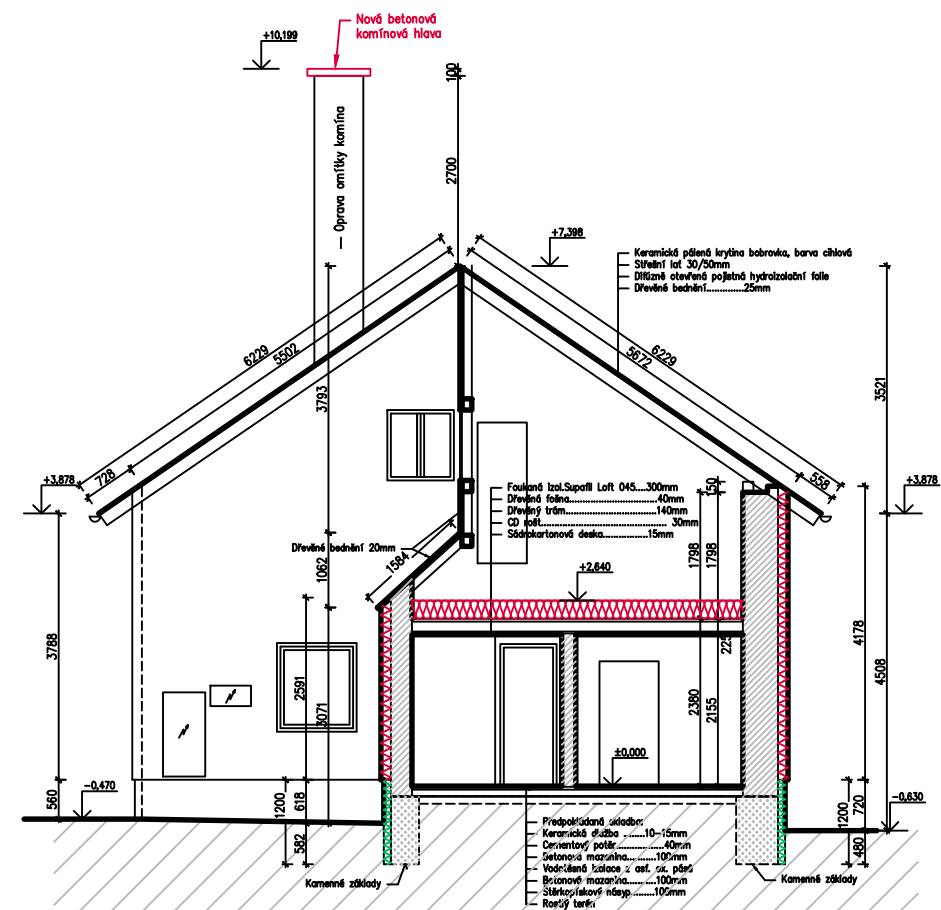 Nová betonová
komínová hlava
+10,199
100
Oprava omítky komína
2700
+7,398
Keramická pálená krytina bobrovka, barva cihlová
Střešní lať 30/50mm
Difúzně otevřená pojistná hydroizolační folie
Dřevěné bednění.............25mm
6229
5502
5672
6229
3793
3521
728
558
+3,878
+3,878
150
Foukaná izol.Supafil Loft 045....300mm
Dřevěná fošna..............................40mm
Dřevěný trám..............................140mm
CD rošt............................................ 30mm
Sádrokartonová deska...............15mm
Dřevěné bednění 20mm
1584
1062
1798
1798
+2,640
3788
4178
4508
225
2591
3071
2380
2155
±0,000
-0,470
560
1200
618
582
-0,630
1200
720
480
Předpokládaná skladba:
Keramická dlažba ........10-15mm
Cementový potěr..................40mm
Betonová mazanina..........100mm
Vodotěsná izolace z asf. ox. pásů
Betonová mazanina..........100mm
Štěrkopískový násyp.........100mm
Rostlý terén
Kamenné základy
Kamenné základy